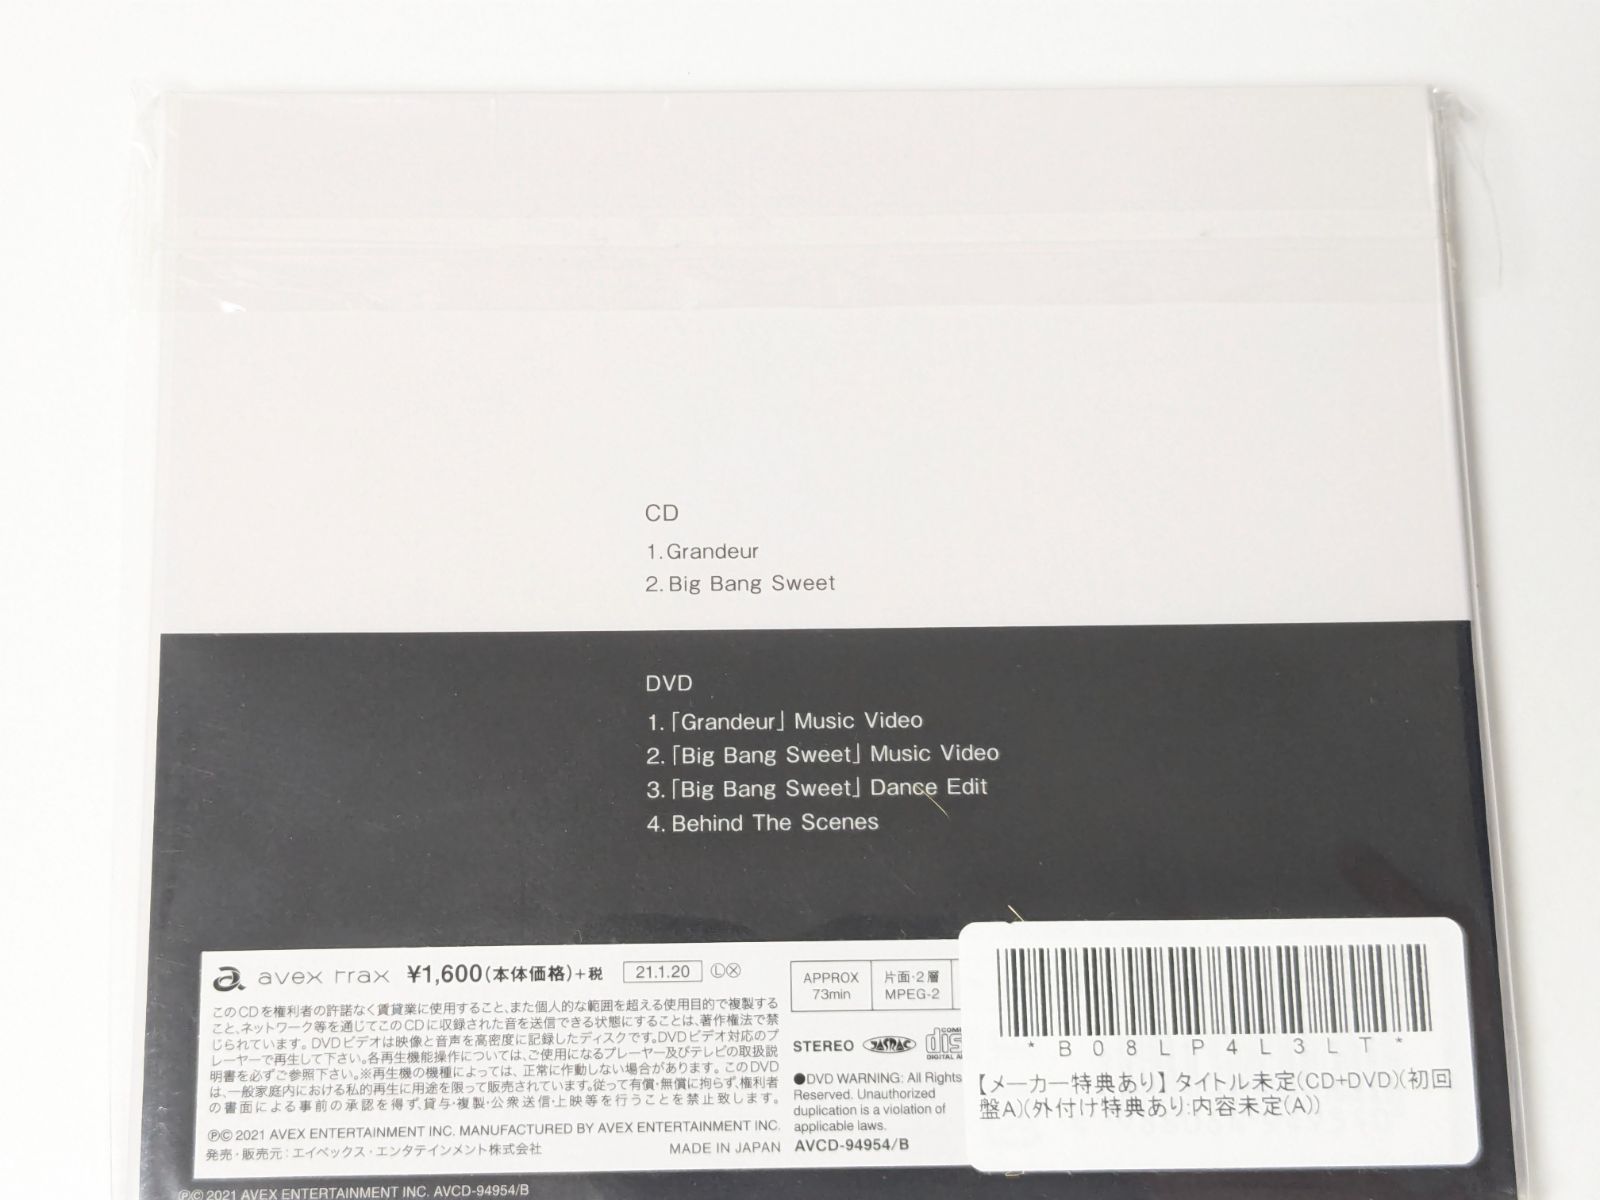 CD
1.Grandeur
2.Big Bang Sweet
DVD
1.「Grandeur」Music Video
2.「Big Bang Sweet」Music Video
3.「Big Bang Sweet」Dance Edit
4.Behind The Scenes
avex trax ¥1,600(本体価格)+税 21.1.20 ⓁⓍ
このCDを権利者の許諾なく賃貸業に使用すること、また個人的な範囲を超える使用目的で複製する
こと、ネットワーク等を通じてこのCDに収録された音を送信できる状態にすることは、著作権法で禁
じられています。DVDビデオは映像と音声を高密度に記録したディスクです。DVDビデオ対応のプ
レーヤーで再生して下さい。各再生機能操作については、ご使用になるプレーヤー及びテレビの取扱説
明書を必ずご参照下さい。※再生機の機種によっては、正常に作動しない場合があります。このDVD
は、一般家庭内における私的再生に用途を限って販売されています。従って有償・無償に拘らず、権利者
の書面による事前の承認を得ず、貸与・複製・公衆送信・上映等を行うことを禁止致します。
℗© 2021 AVEX ENTERTAINMENT INC. MANUFACTURED BY AVEX ENTERTAINMENT INC.
発売・販売元：エイベックス・エンタテインメント株式会社 MADE IN JAPAN
APPROX
73min
片面・2層
MPEG-2
STEREO JASRAC
COM
dis
DIGITAL A
●DVD WARNING: All Rights
Reserved. Unauthorized
duplication is a violation of
applicable laws.
AVCD-94954/B
*B08LP4L3LT*
【メーカー特典あり】タイトル未定(CD+DVD)(初回
盤A)(外付け特典あり:内容未定(A))
℗© 2021 AVEX ENTERTAINMENT INC. AVCD-94954/B